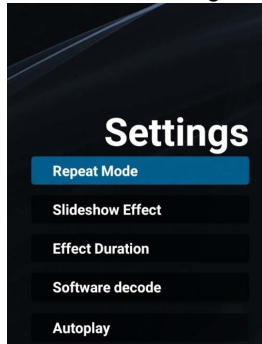 Settings
Repeat Mode
Slideshow Effect
Effect Duration
Software decode
Autoplay